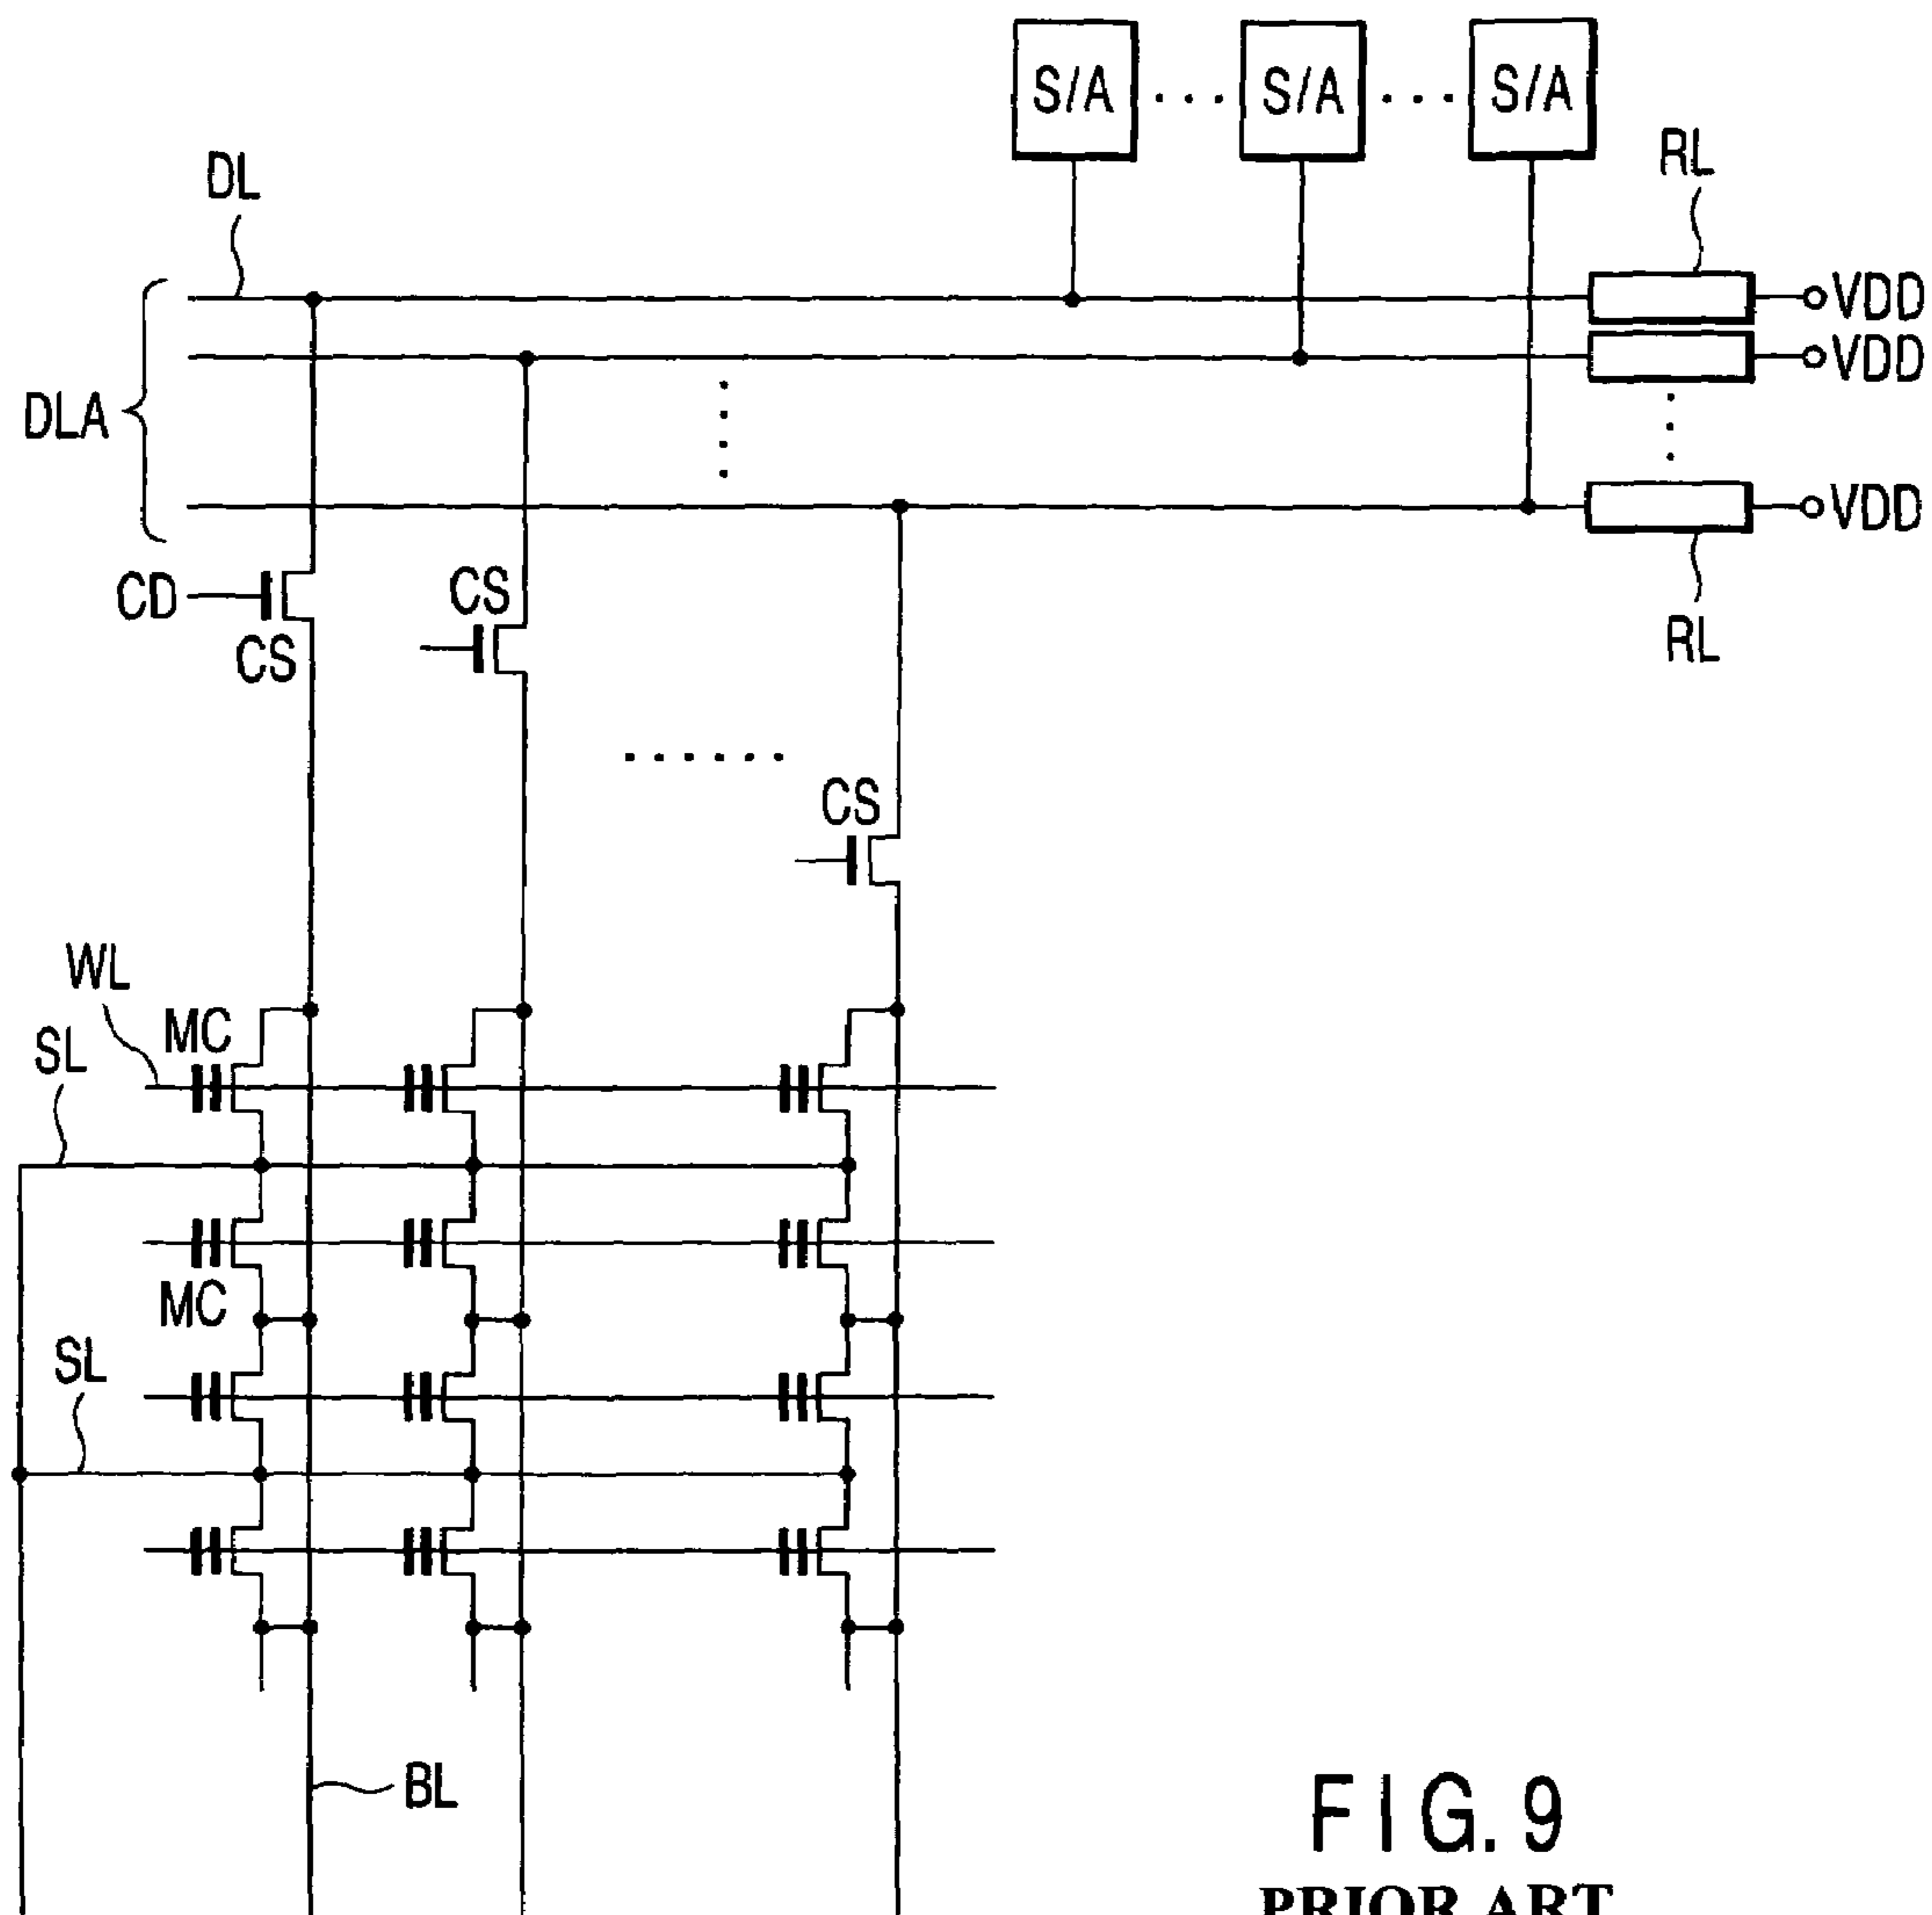 S/A ... S/A ... S/A
DL
RL
VDD
VDD
DLA
VDD
CD
CS
CS
RL
CS
WL
MC
SL
MC
SL
BL
FIG. 9
PRIOR ART